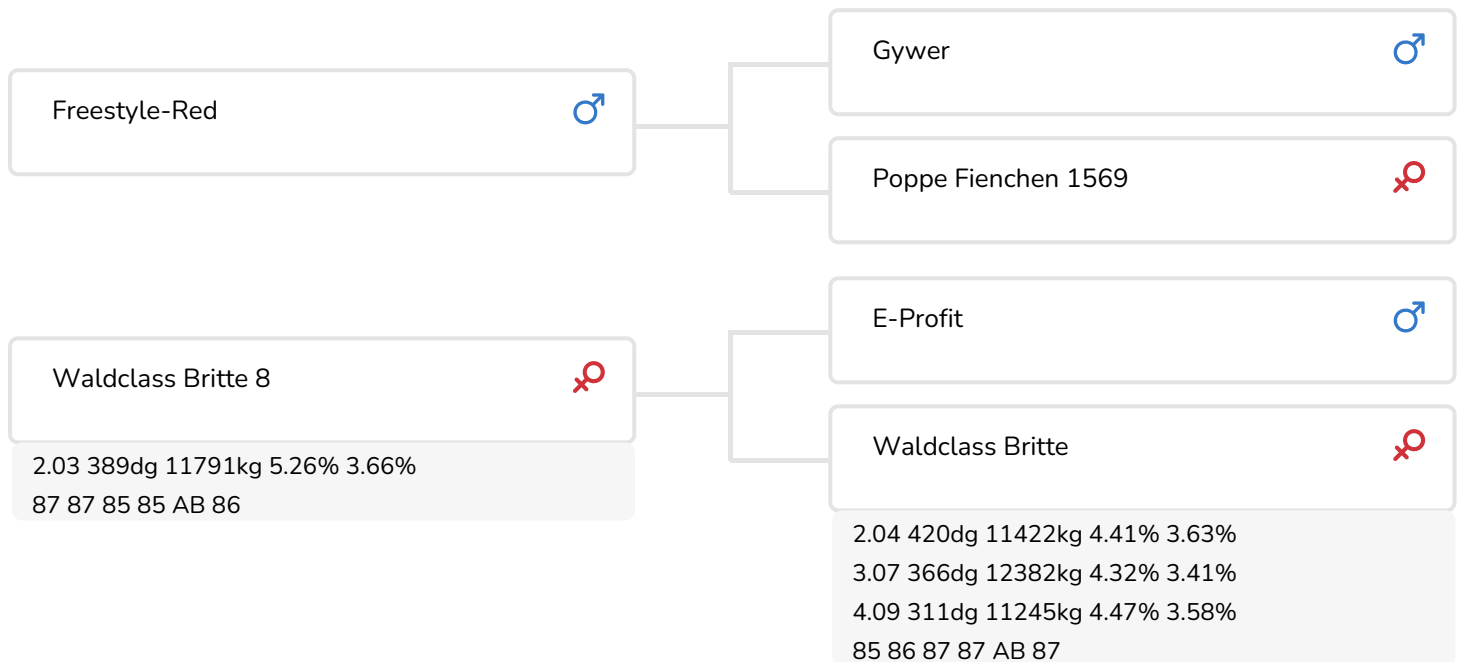 Freestyle-Red
Gywer
Poppe Fienchen 1569
Waldclass Britte 8
2.03 389dg 11791kg 5.26% 3.66%
87 87 85 85 AB 86
E-Profit
Waldclass Britte
2.04 420dg 11422kg 4.41% 3.63%
3.07 366dg 12382kg 4.32% 3.41%
4.09 311dg 11245kg 4.47% 3.58%
85 86 87 87 AB 87